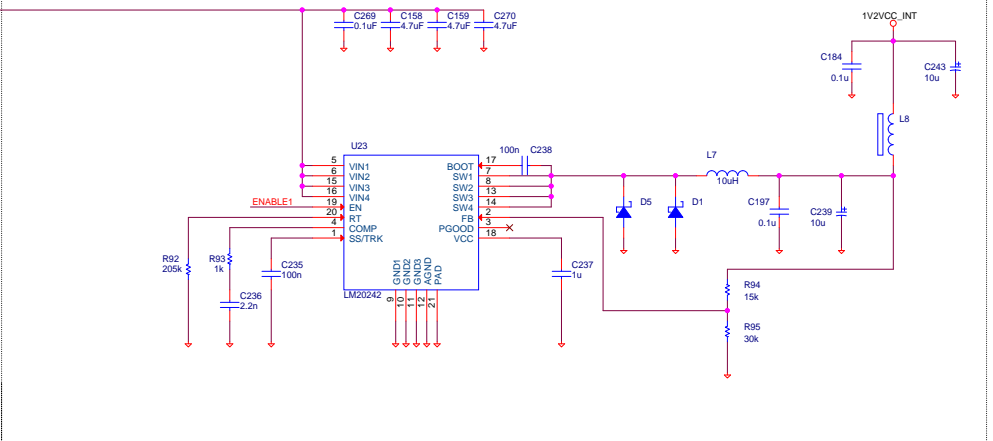 C269
0.1uF
C158
4.7uF
C159
4.7uF
C270
4.7uF
1V2VCC_INT
C184
0.1u
C243
10u
L8
U23
5 VIN1
6 VIN2
15 VIN3
16 VIN4
ENABLE1 19 EN
20 RT
4 COMP
1 SS/TRK
BOOT 17
SW1 7
SW2 8
SW3 13
SW4 14
FB 2
PGOOD 3
VCC 18
100n C238
L7
10uH
D5
D1
C197
0.1u
C239
10u
R92
205k
R93
1k
C235
100n
C236
2.2n
GND1 9
GND2 10
GND3 11
AGND 12
PAD 21
LM20242
C237
1u
R94
15k
R95
30k